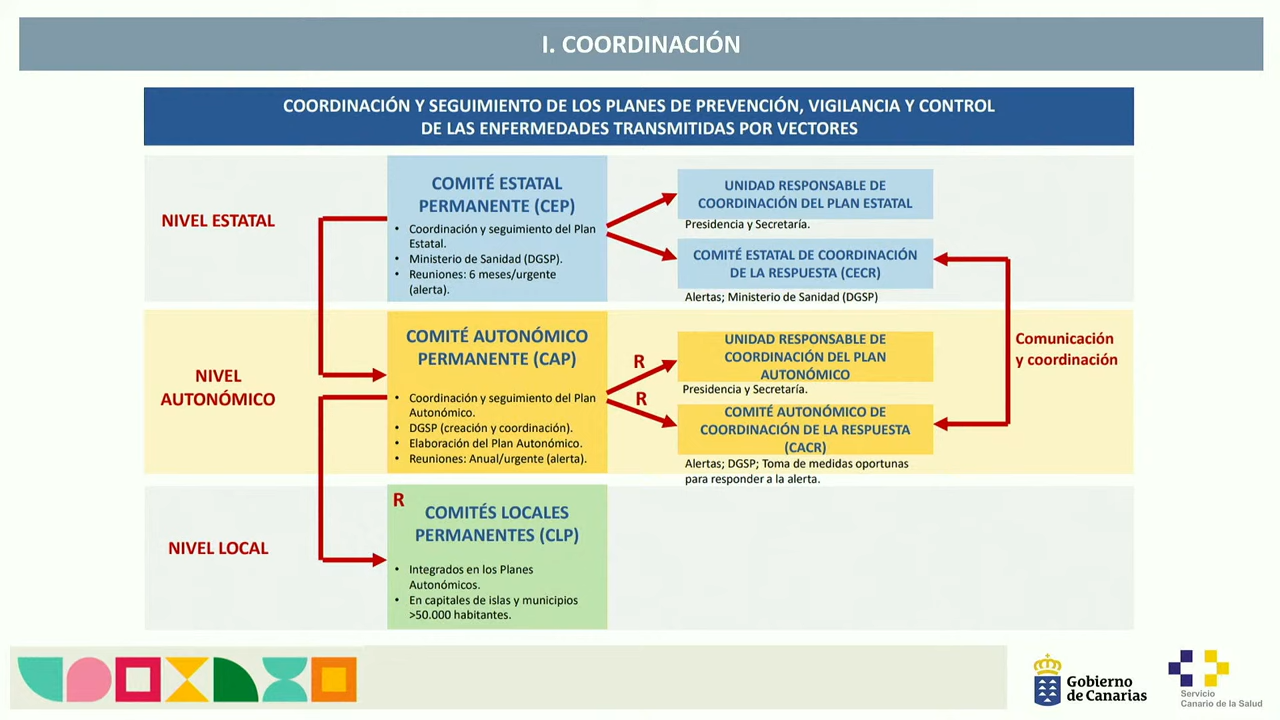 I. COORDINACIÓN
COORDINACIÓN Y SEGUIMIENTO DE LOS PLANES DE PREVENCIÓN, VIGILANCIA Y CONTROL
DE LAS ENFERMEDADES TRANSMITIDAS POR VECTORES
NIVEL ESTATAL
COMITÉ ESTATAL
PERMANENTE (CEP)
• Coordinación y seguimiento del Plan
Estatal.
• Ministerio de Sanidad (DGSP).
• Reuniones: 6 meses/urgente
(alerta).
UNIDAD RESPONSABLE DE
COORDINACIÓN DEL PLAN ESTATAL
Presidencia y Secretaría.
COMITÉ ESTATAL DE COORDINACIÓN
DE LA RESPUESTA (CECR)
Alertas; Ministerio de Sanidad (DGSP)
Comunicación
y coordinación
NIVEL
AUTONÓMICO
COMITÉ AUTONÓMICO
PERMANENTE (CAP)
• Coordinación y seguimiento del Plan
Autonómico.
• DGSP (creación y coordinación).
• Elaboración del Plan Autonómico.
• Reuniones: Anual/urgente (alerta).
R
R
UNIDAD RESPONSABLE DE
COORDINACIÓN DEL PLAN
AUTONÓMICO
Presidencia y Secretaría.
COMITÉ AUTONÓMICO DE
COORDINACIÓN DE LA RESPUESTA
(CACR)
Alertas; DGSP; Toma de medidas oportunas
para responder a la alerta.
NIVEL LOCAL
R
COMITÉS LOCALES
PERMANENTES (CLP)
• Integrados en los Planes
Autonómicos.
• En capitales de islas y municipios
>50.000 habitantes.
Gobierno
de Canarias
Servicio
Canario de la Salud